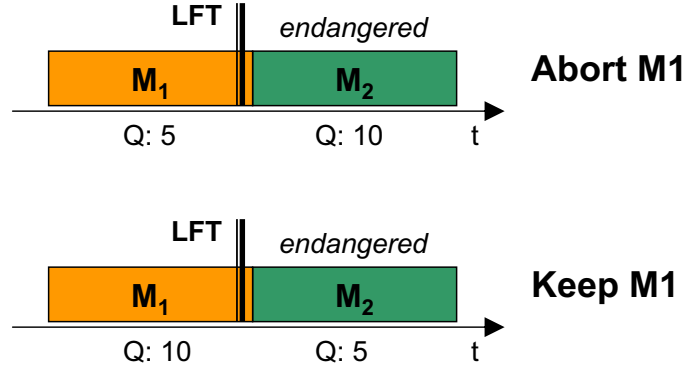 LFT
endangered
M₁ M₂ Abort M1
Q: 5 Q: 10 t
LFT
endangered
M₁ M₂ Keep M1
Q: 10 Q: 5 t